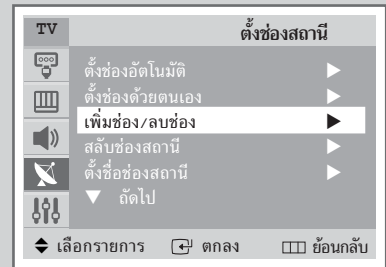 TV ตั้งช่องสถานี
ตั้งช่องอัตโนมัติ
ตั้งช่องด้วยตนเอง
เพิ่มช่อง/ลบช่อง
สลับช่องสถานี
ตั้งชื่อช่องสถานี
ถัดไป
เลือกรายการ ตกลง ย้อนกลับ